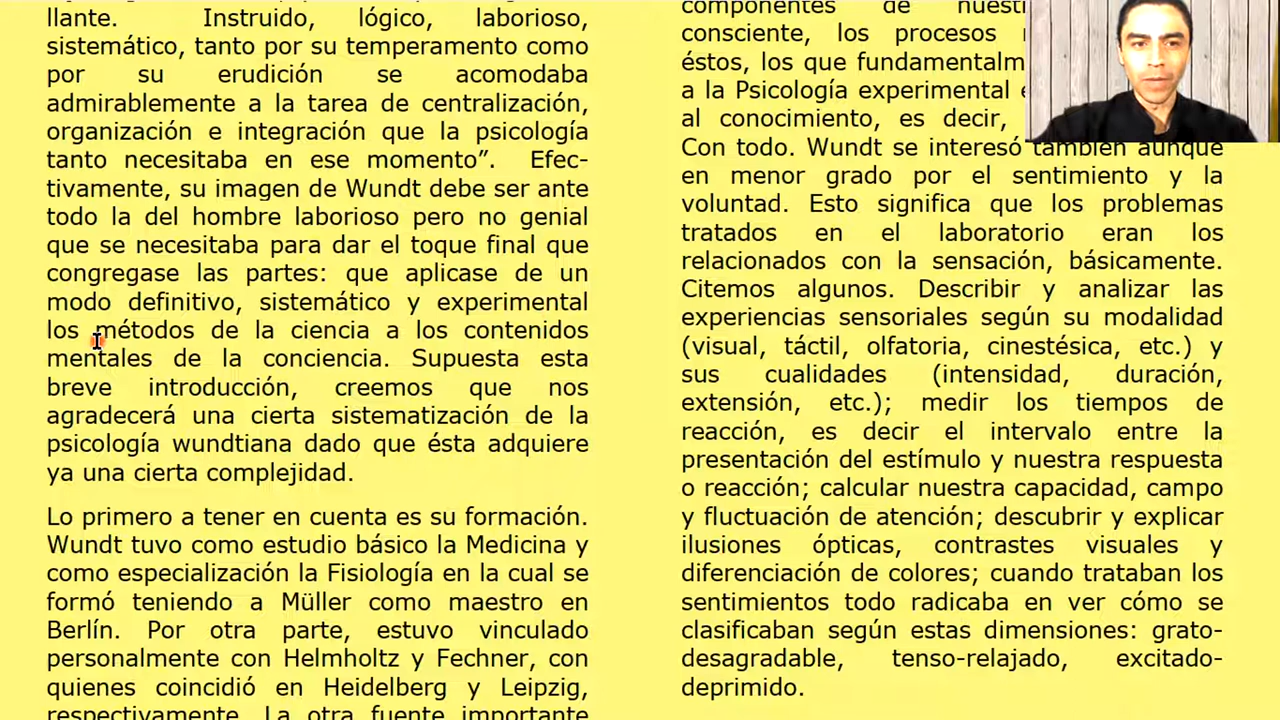 llante. Instruido, lógico, laborioso,
sistemático, tanto por su temperamento como
por su erudición se acomodaba
admirablemente a la tarea de centralización,
organización e integración que la psicología
tanto necesitaba en ese momento”. Efec-
tivamente, su imagen de Wundt debe ser ante
todo la del hombre laborioso pero no genial
que se necesitaba para dar el toque final que
congregase las partes: que aplicase de un
modo definitivo, sistemático y experimental
los métodos de la ciencia a los contenidos
mentales de la conciencia. Supuesta esta
breve introducción, creemos que nos
agradecerá una cierta sistematización de la
psicología wundtiana dado que ésta adquiere
ya una cierta complejidad.
Lo primero a tener en cuenta es su formación.
Wundt tuvo como estudio básico la Medicina y
como especialización la Fisiología en la cual se
formó teniendo a Müller como maestro en
Berlín. Por otra parte, estuvo vinculado
personalmente con Helmholtz y Fechner, con
quienes coincidió en Heidelberg y Leipzig,
respectivamente. La otra fuente importante
componentes de
consciente, los procesos
éstos, los que
a la Psicología experimental
al conocimiento, es decir,
Con todo. Wundt se interesó también aunque
en menor grado por el sentimiento y la
voluntad. Esto significa que los problemas
tratados en el laboratorio eran los
relacionados con la sensación, básicamente.
Citemos algunos. Describir y analizar las
experiencias sensoriales según su modalidad
(visual, táctil, olfatoria, cinestésica, etc.) y
sus cualidades (intensidad, duración,
extensión, etc.); medir los tiempos de
reacción, es decir el intervalo entre la
presentación del estímulo y nuestra respuesta
o reacción; calcular nuestra capacidad, campo
y fluctuación de atención; descubrir y explicar
ilusiones ópticas, contrastes visuales y
diferenciación de colores; cuando trataban los
sentimientos todo radicaba en ver cómo se
clasificaban según estas dimensiones: grato-
desagradable, tenso-relajado, excitado-
deprimido.